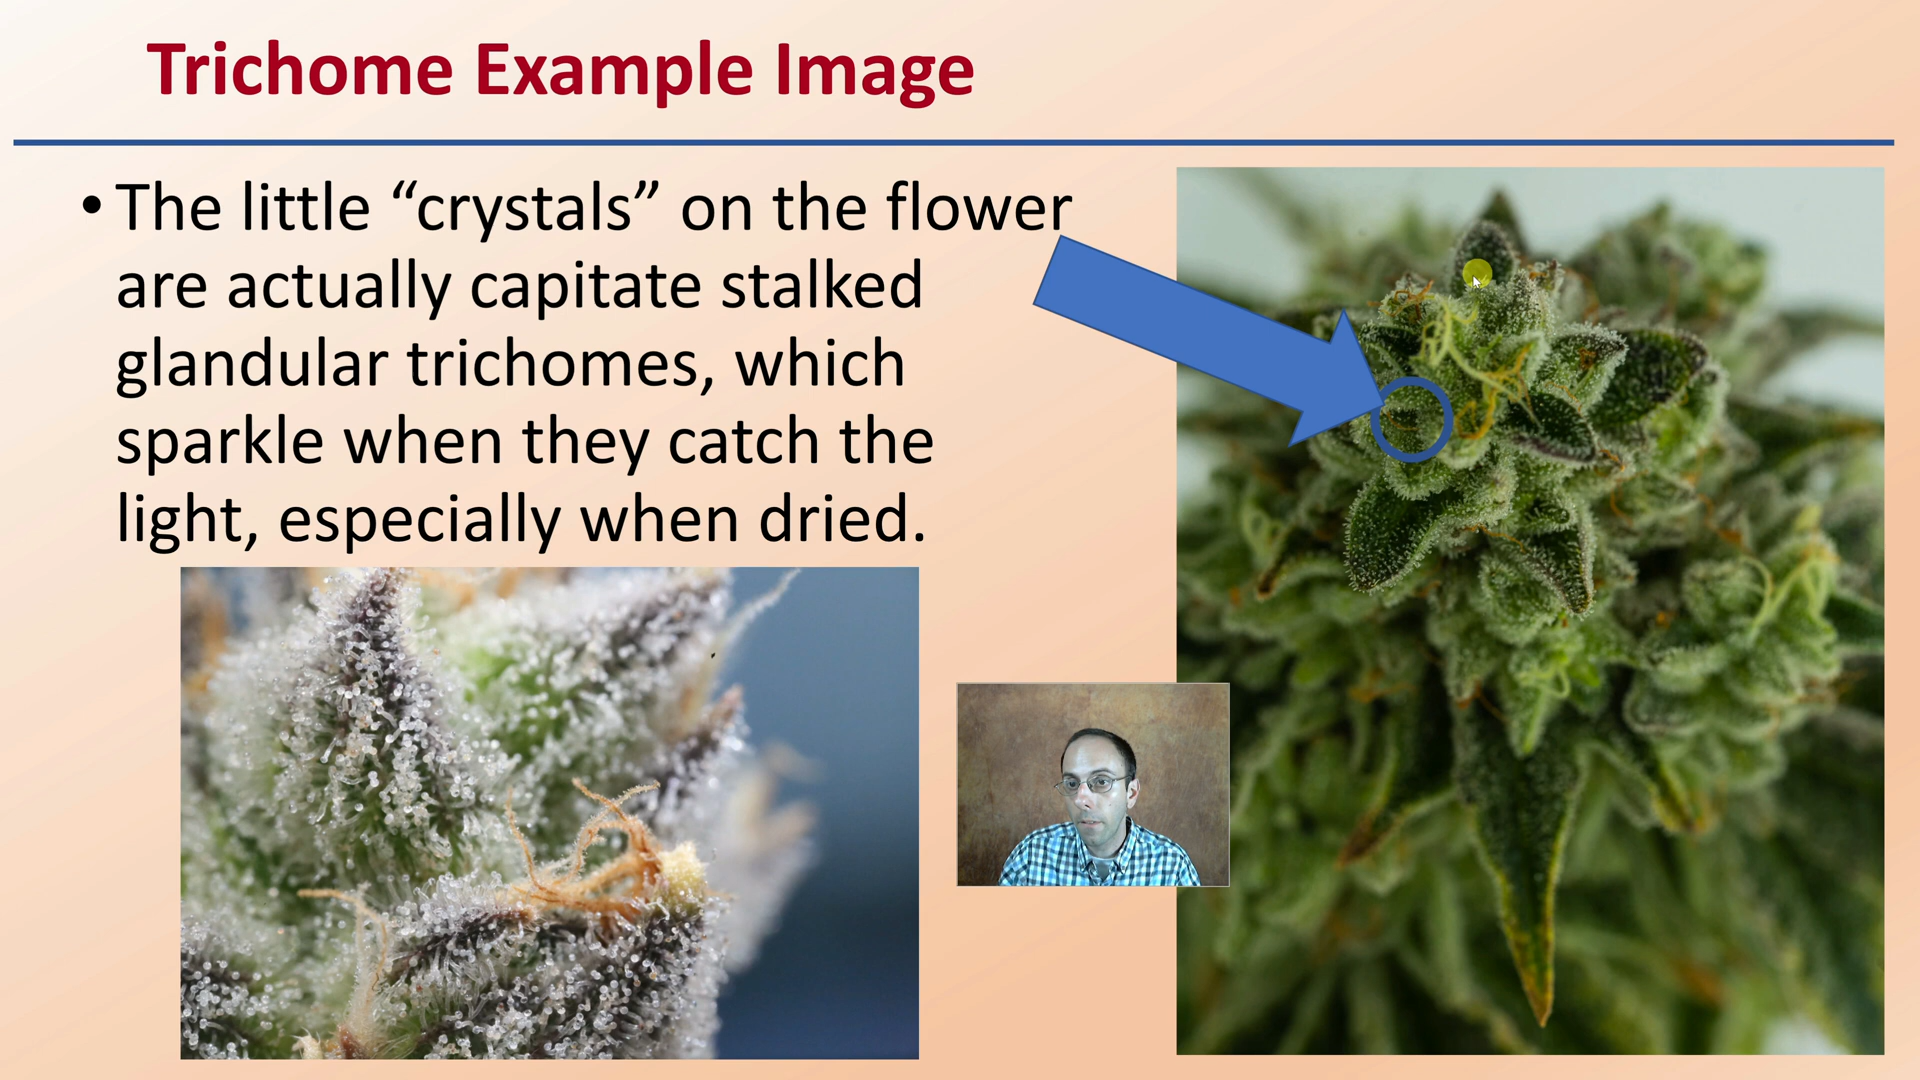 Trichome Example Image
• The little “crystals” on the flower
are actually capitate stalked
glandular trichomes, which
sparkle when they catch the
light, especially when dried.